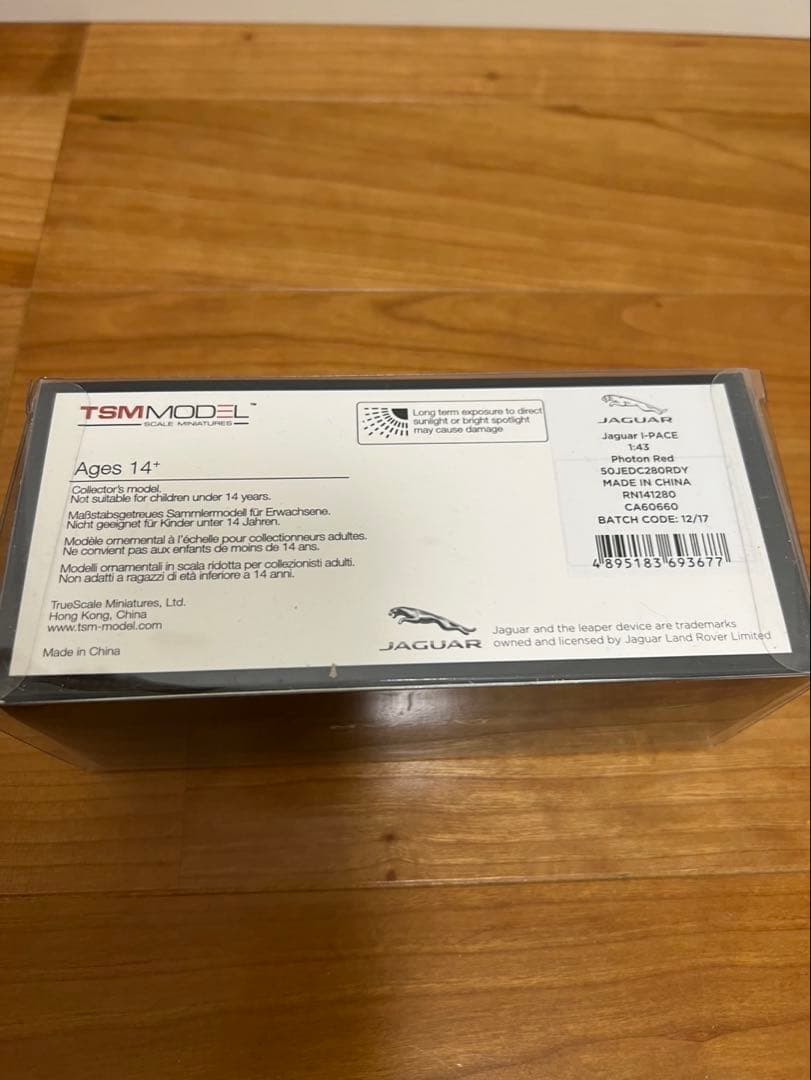 TSMMODEL™
SCALE MINIATURES
Long term exposure to direct
sunlight or bright spotlight
may cause damage
Ages 14+
Collector's model.
Not suitable for children under 14 years.
Maßstabsgetreues Sammlermodell für Erwachsene.
Nicht geeignet für Kinder unter 14 Jahren.
Modèle ornemental à l'échelle pour collectionneurs adultes.
Ne convient pas aux enfants de moins de 14 ans.
Modelli ornamentali in scala ridotta per collezionisti adulti.
Non adatti a ragazzi di età inferiore a 14 anni.
TrueScale Miniatures, Ltd.
Hong Kong, China
www.tsm-model.com
Made in China
JAGUAR
Jaguar I-PACE
1:43
Photon Red
50JEDC280RDY
MADE IN CHINA
RN141280
CA60660
BATCH CODE: 12/17
4 895183 693677
JAGUAR
Jaguar and the leaper device are trademarks
owned and licensed by Jaguar Land Rover Limited